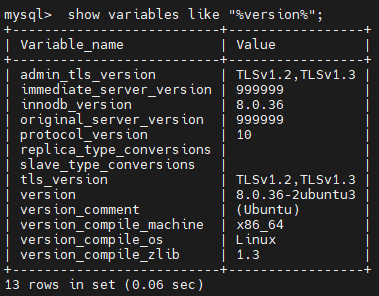 mysql>  show variables like "%version%";
+--------------------------+-----------------+
| Variable_name            | Value           |
+--------------------------+-----------------+
| admin_tls_version        | TLSv1.2,TLSv1.3 |
| immediate_server_version | 999999          |
| innodb_version           | 8.0.36          |
| original_server_version  | 999999          |
| protocol_version         | 10              |
| replica_type_conversions |                 |
| slave_type_conversions   |                 |
| tls_version              | TLSv1.2,TLSv1.3 |
| version                  | 8.0.36-2ubuntu3 |
| version_comment          | (Ubuntu)        |
| version_compile_machine  | x86_64          |
| version_compile_os       | Linux           |
| version_compile_zlib     | 1.3             |
+--------------------------+-----------------+
13 rows in set (0.06 sec)